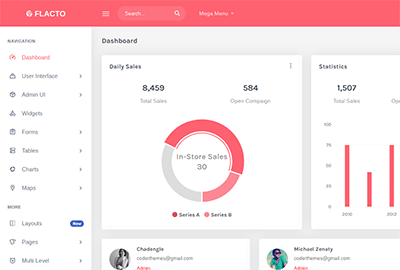 FLACTO
Search...
Mega Menu
NAVIGATION
Dashboard
User Interface
Admin UI
Widgets
Forms
Tables
Charts
Maps
MORE
Layouts
New
Pages
Multi Level
Dashboard
Daily Sales
8,459
584
Total Sales
Open Compaign
In-Store Sales
30
Series A
Series B
Statistics
1,507
Total Sales
100
75
50
25
0
2010
2012
Chadengle
coderthemes@gmail.com
Admin
Michael Zenaty
coderthemes@gmail.com
Admin